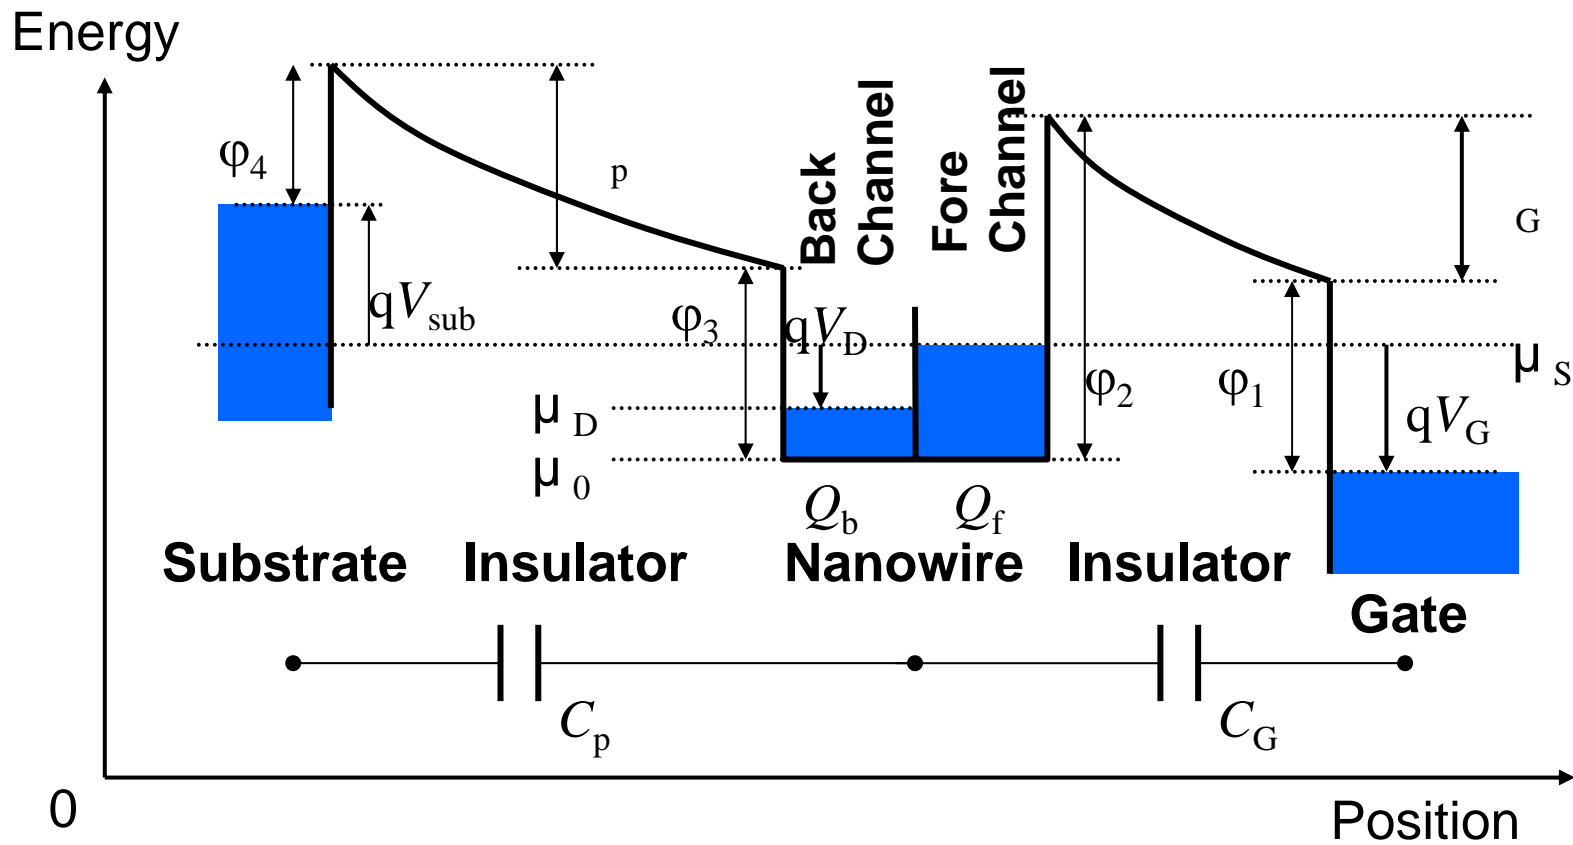 Energy
φ4
p
Back
Channel
Fore
Channel
G
qVsub
φ3
qVD
φ2
φ1
μ S
qVG
μ D
μ 0
Qb
Qf
Substrate
Insulator
Nanowire
Insulator
Gate
Cp
CG
0
Position